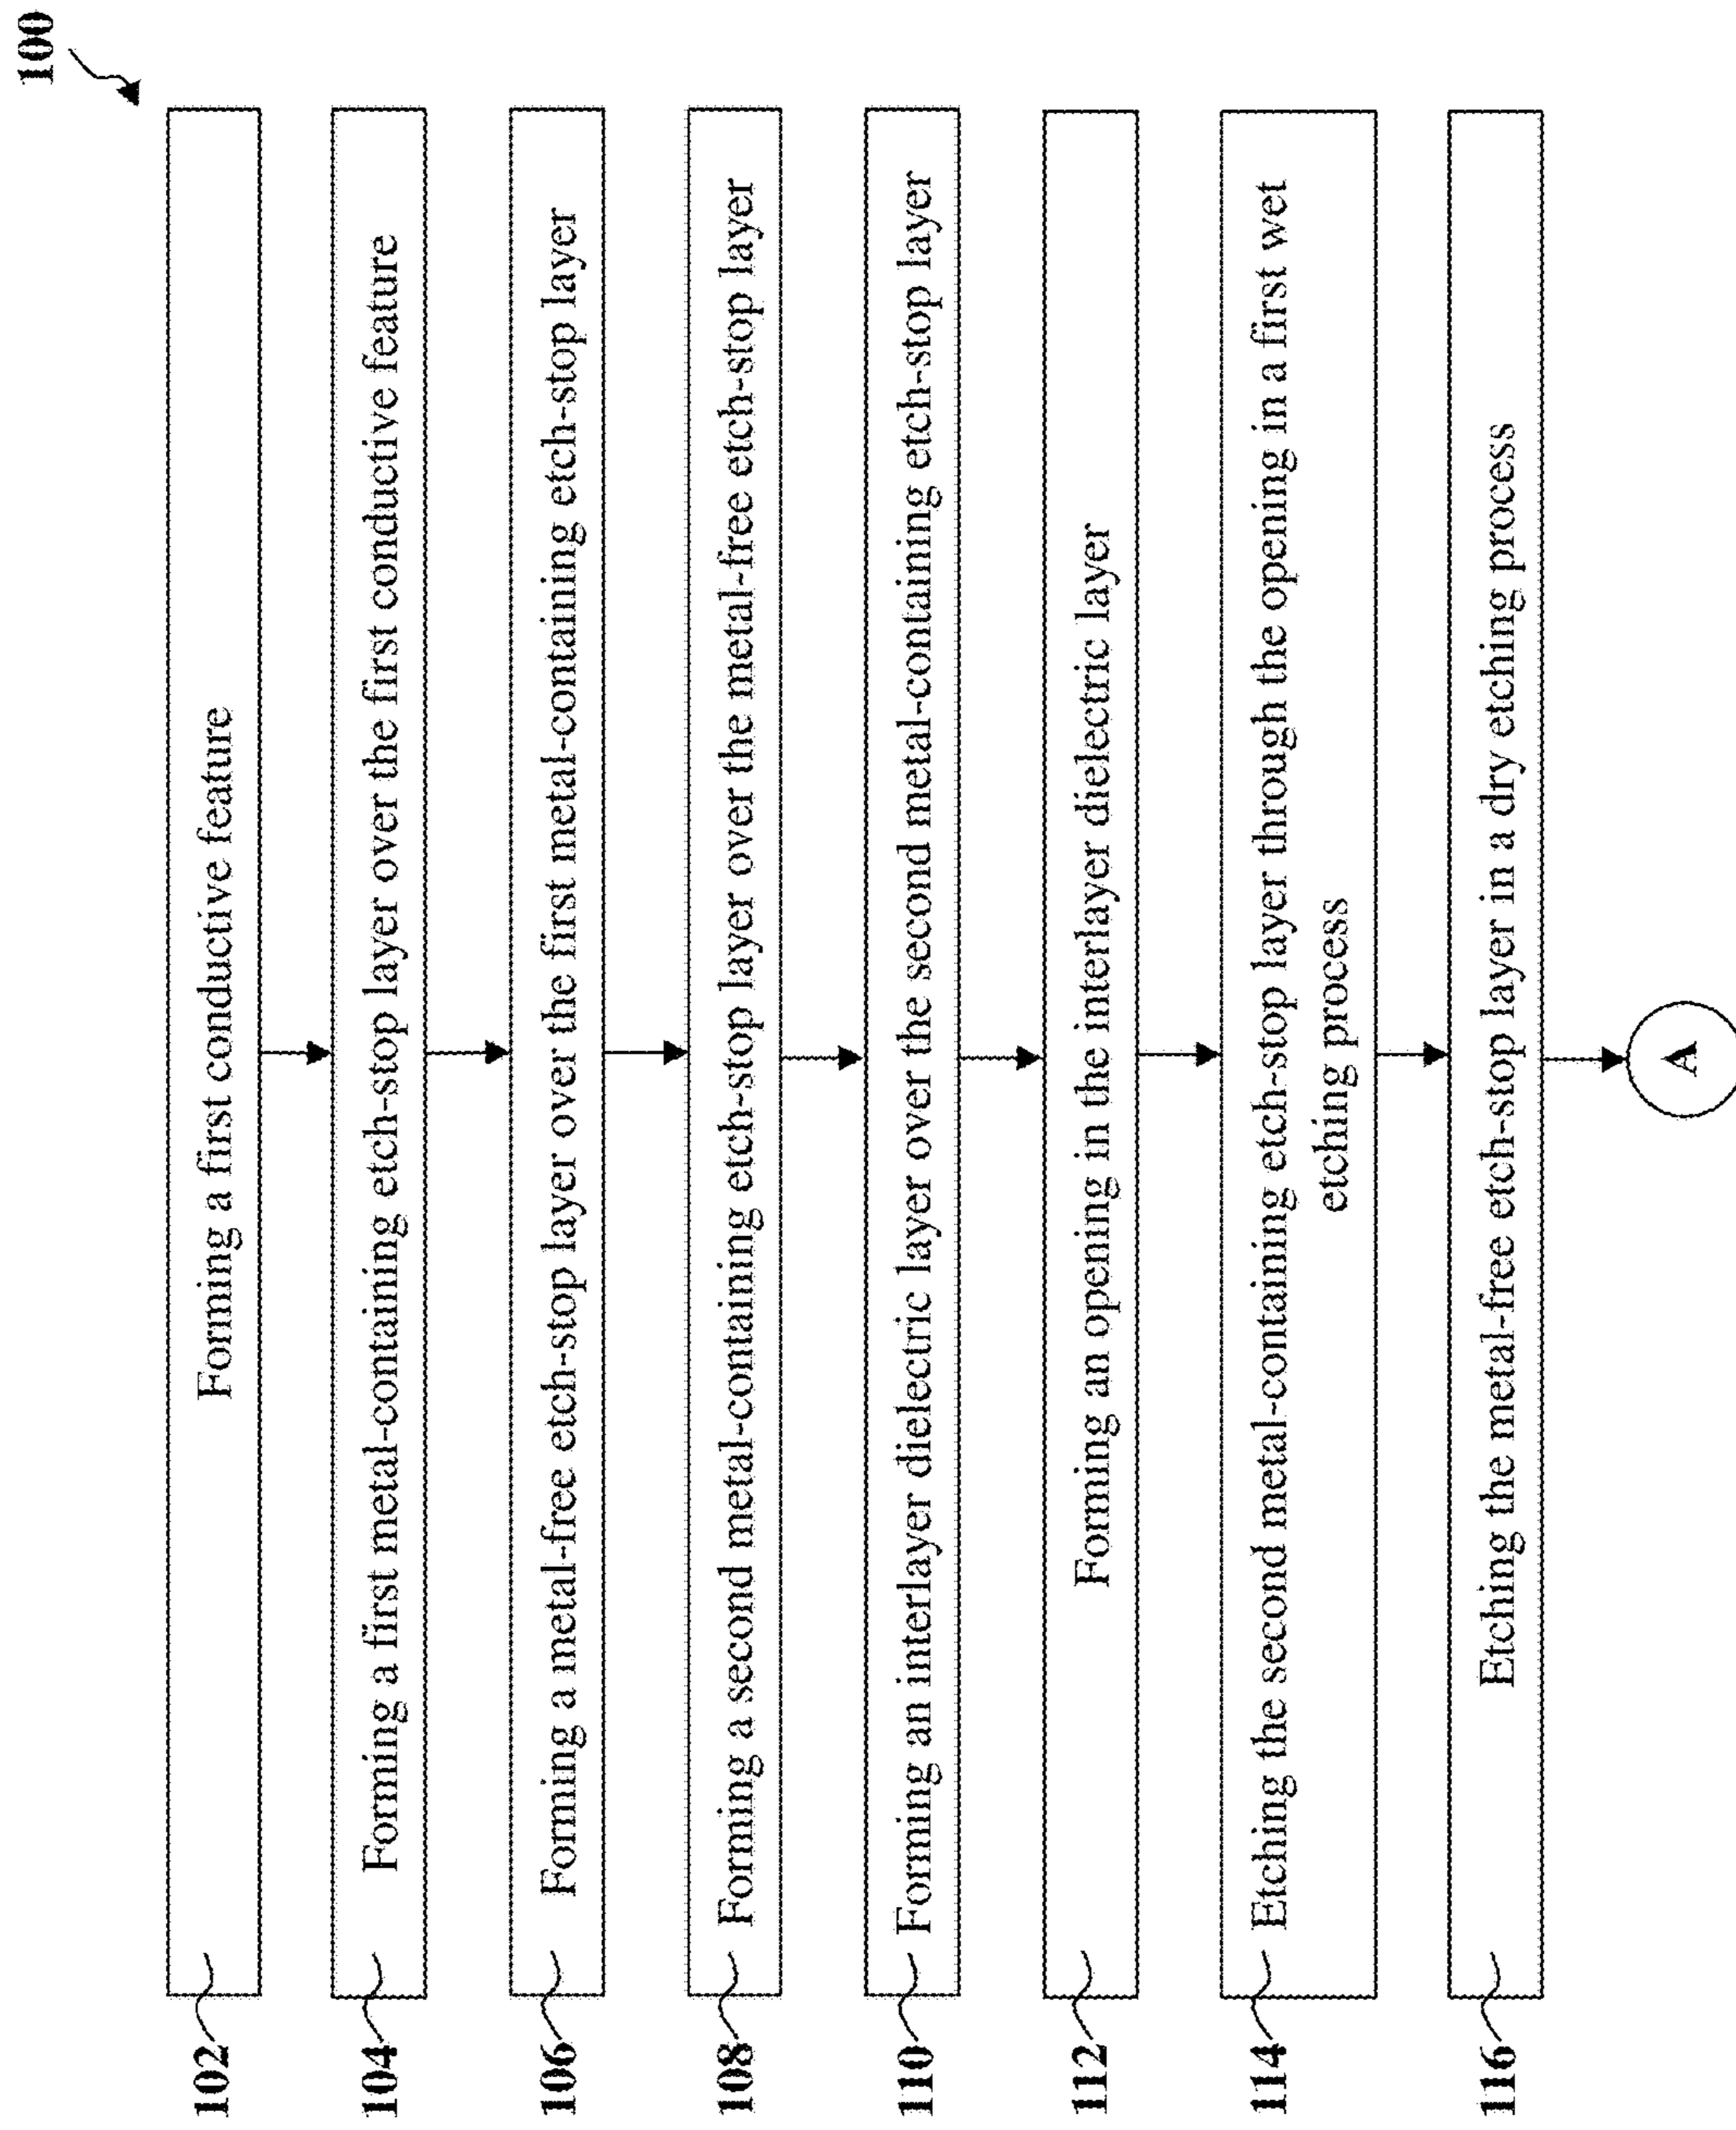 100
102
Forming a first conductive feature
104
Forming a first metal-containing etch-stop layer over the first conductive feature
106
Forming a metal-free etch-stop layer over the first metal-containing etch-stop layer
108
Forming a second metal-containing etch-stop layer over the metal-free etch-stop layer
110
Forming an interlayer dielectric layer over the second metal-containing etch-stop layer
112
Forming an opening in the interlayer dielectric layer
114
Etching the second metal-containing etch-stop layer through the opening in a first wet
etching process
116
Etching the metal-free etch-stop layer in a dry etching process
A